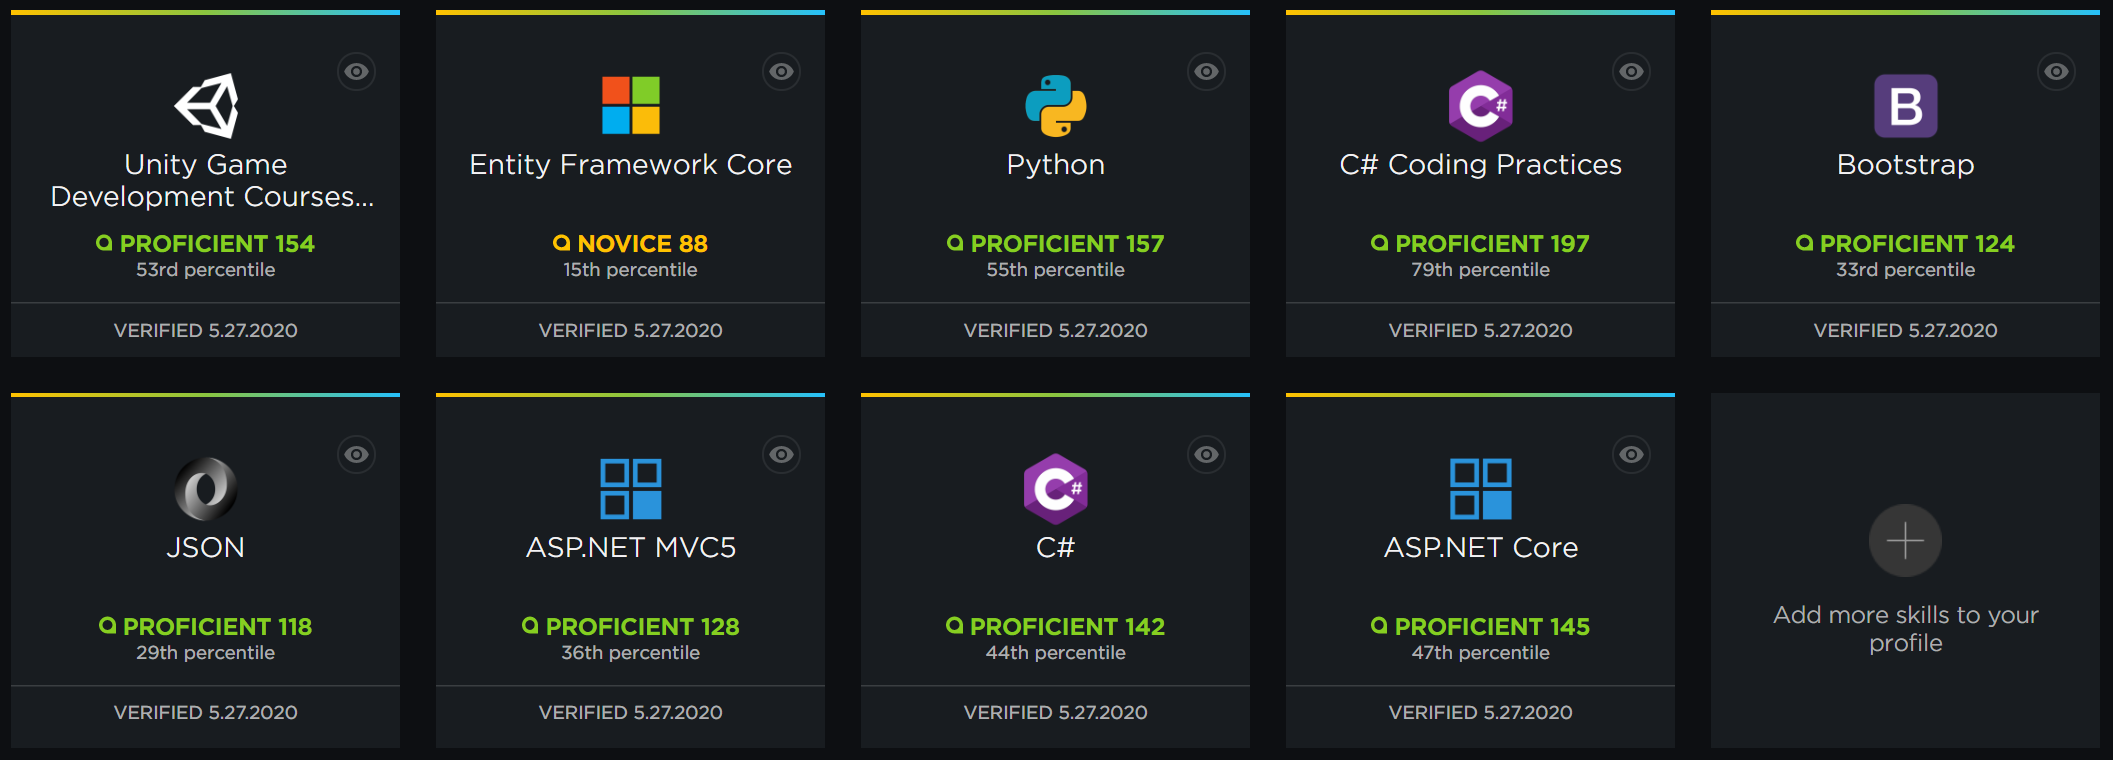 Unity Game
Development Courses...
PROFICIENT 154
53rd percentile
VERIFIED 5.27.2020
Entity Framework Core
NOVICE 88
15th percentile
VERIFIED 5.27.2020
Python
PROFICIENT 157
55th percentile
VERIFIED 5.27.2020
C#
C# Coding Practices
PROFICIENT 197
79th percentile
VERIFIED 5.27.2020
B
Bootstrap
PROFICIENT 124
33rd percentile
VERIFIED 5.27.2020
JSON
PROFICIENT 118
29th percentile
VERIFIED 5.27.2020
ASP.NET MVC5
PROFICIENT 128
36th percentile
VERIFIED 5.27.2020
C#
C#
PROFICIENT 142
44th percentile
VERIFIED 5.27.2020
ASP.NET Core
PROFICIENT 145
47th percentile
VERIFIED 5.27.2020
Add more skills to your
profile